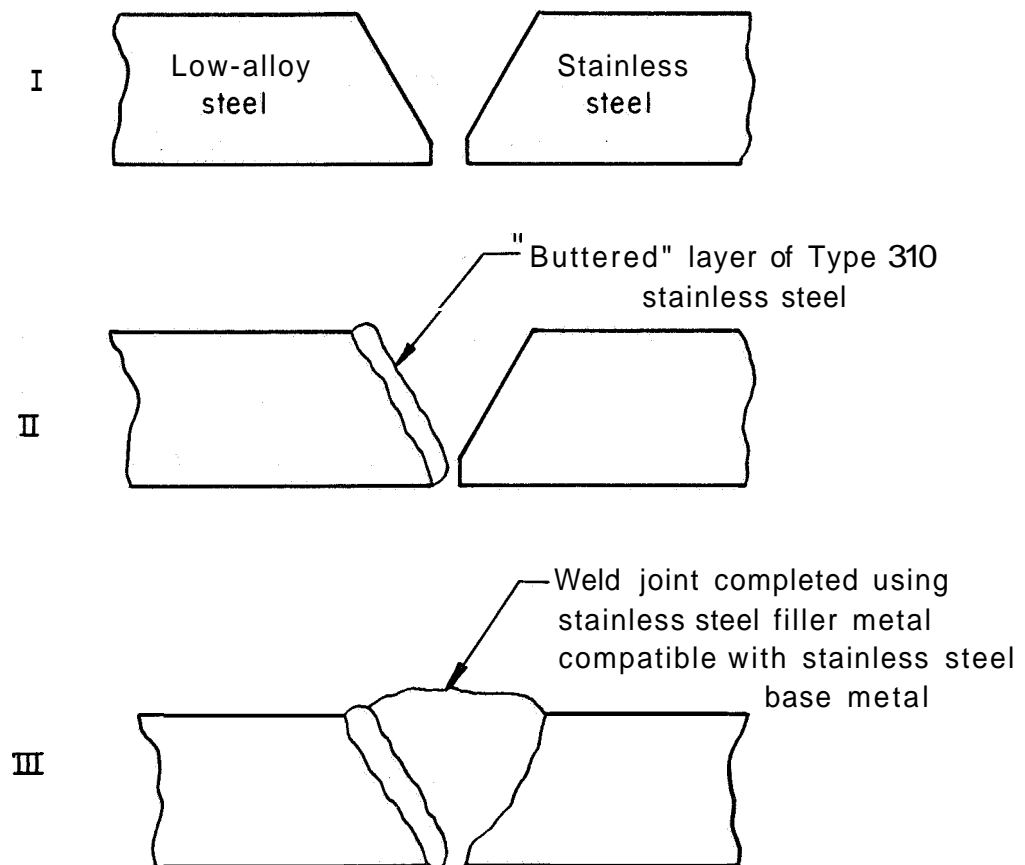 I
Low-alloy
steel
Stainless
steel
"Buttered" layer of Type 310
stainless steel
II
Weld joint completed using
stainless steel filler metal
compatible with stainless steel
base metal
III